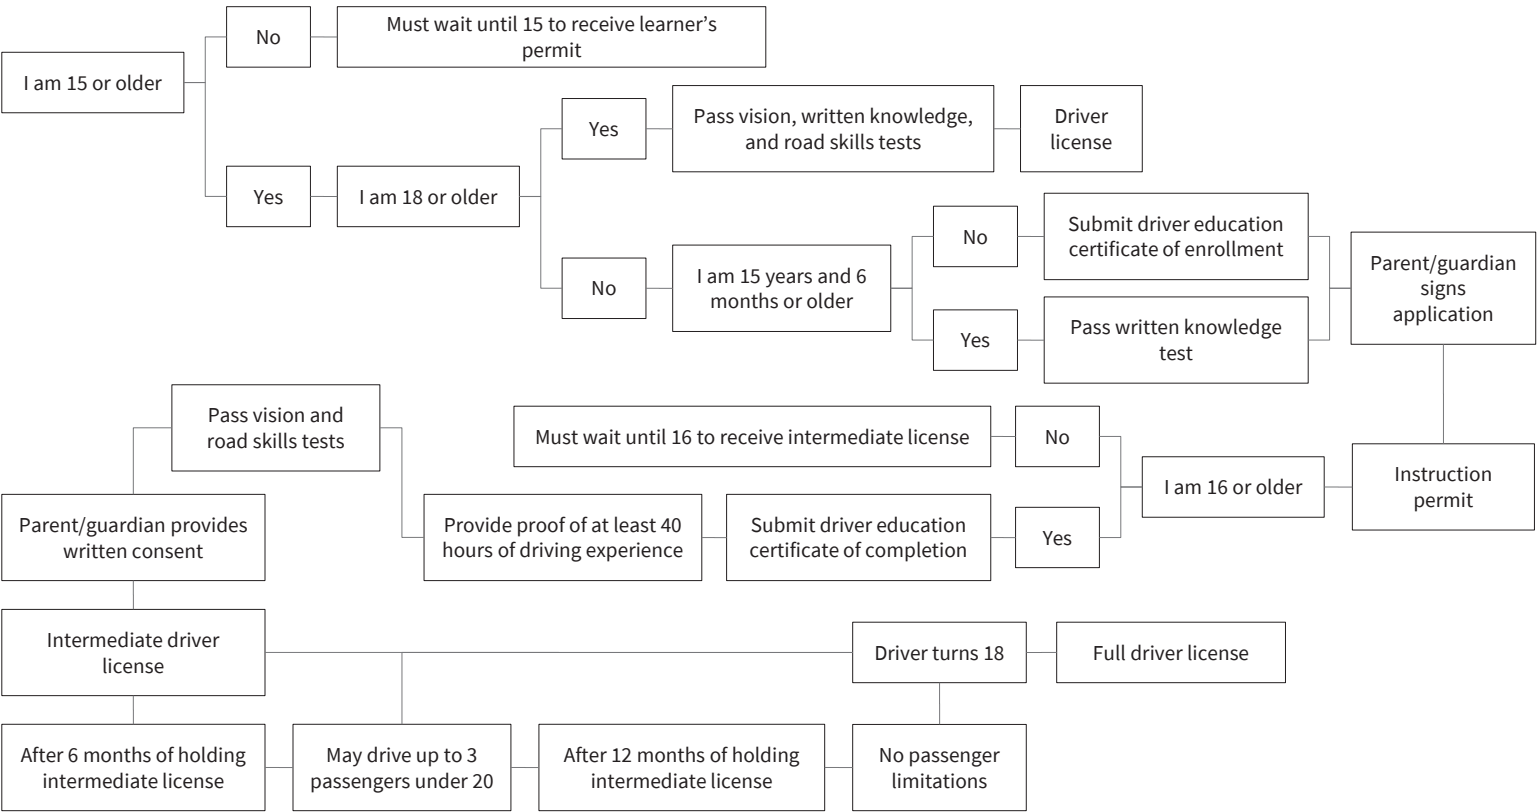 I am 15 or older
No
Must wait until 15 to receive learner’s
permit
Yes
I am 18 or older
Yes
Pass vision, written knowledge,
and road skills tests
Driver
license
No
I am 15 years and 6
months or older
No
Submit driver education
certificate of enrollment
Yes
Pass written knowledge
test
Parent/guardian
signs
application
Instruction
permit
I am 16 or older
No
Must wait until 16 to receive intermediate license
Yes
Submit driver education
certificate of completion
Provide proof of at least 40
hours of driving experience
Pass vision and
road skills tests
Parent/guardian provides
written consent
Intermediate driver
license
After 6 months of holding
intermediate license
May drive up to 3
passengers under 20
After 12 months of holding
intermediate license
No passenger
limitations
Driver turns 18
Full driver license